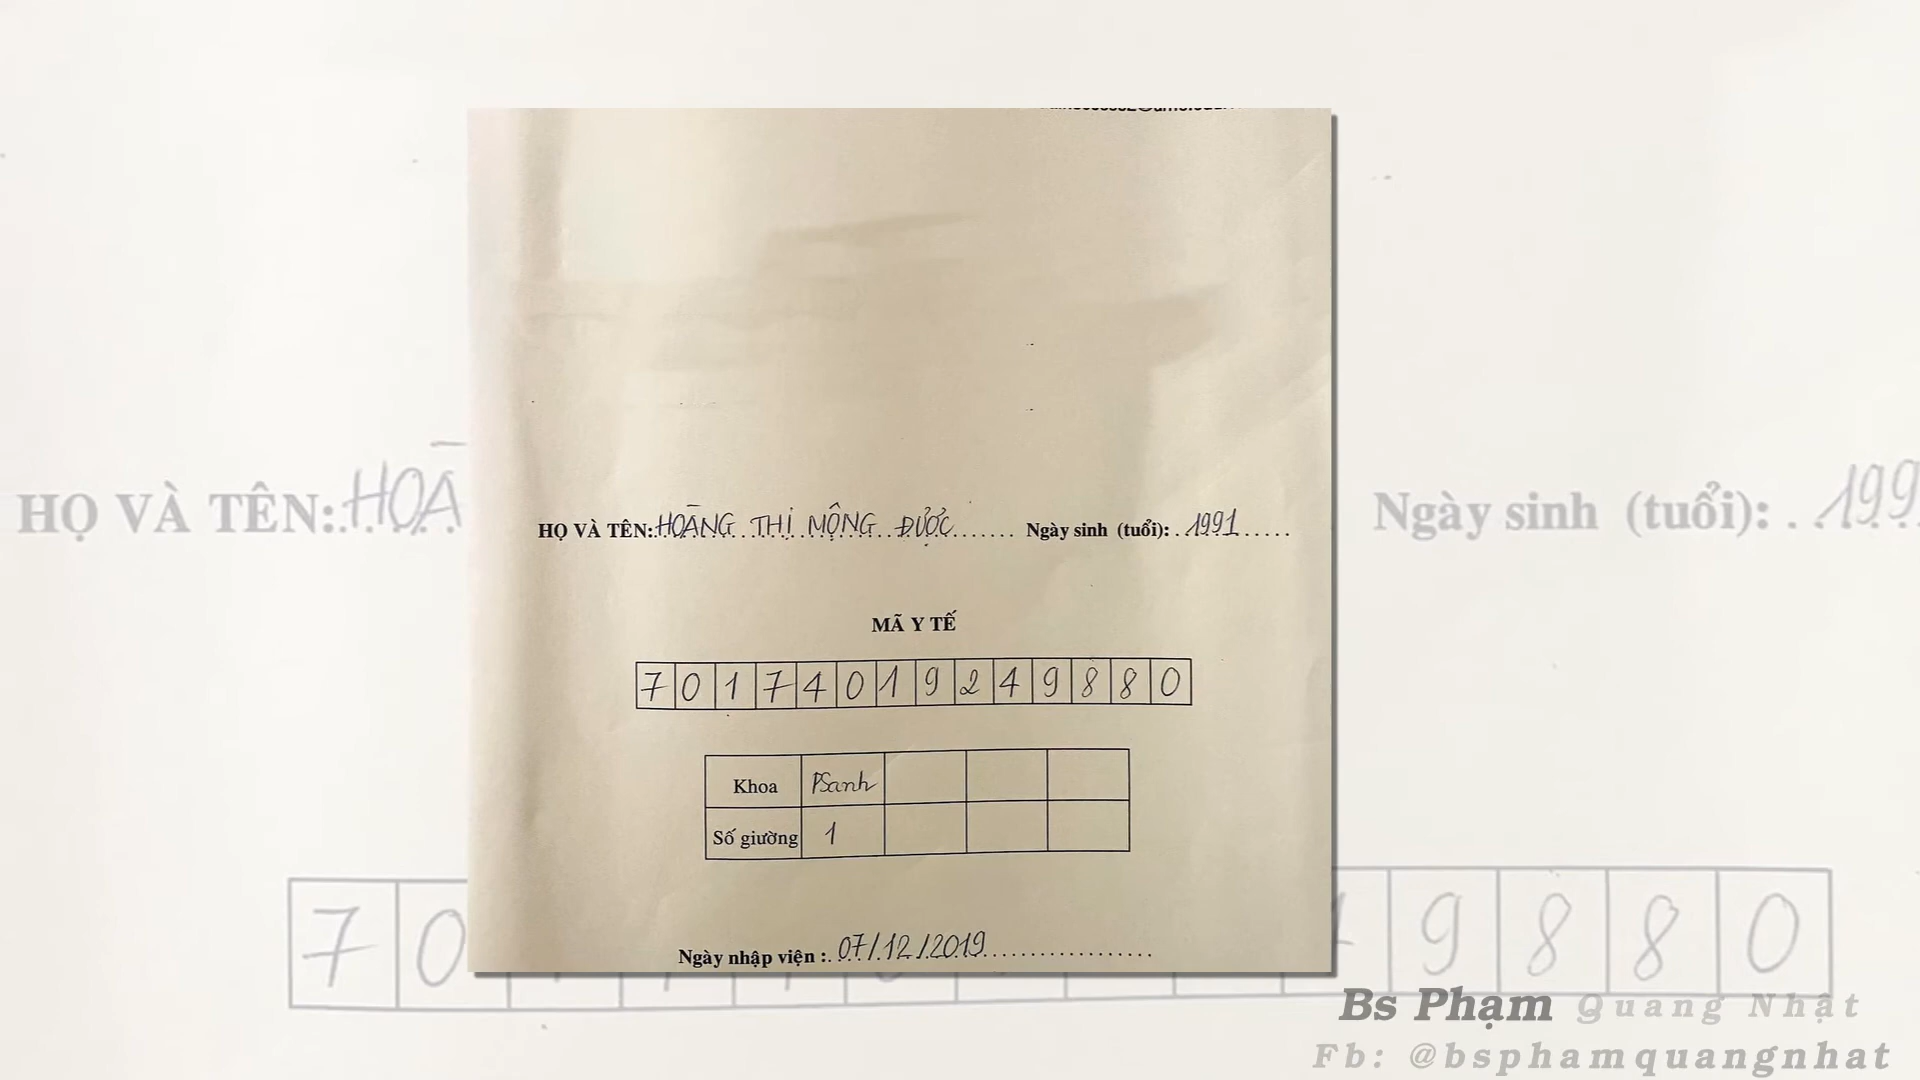 HỌ VÀ TÊN: HOÀNG THỊ MỘNG ĐƯỢC Ngày sinh (tuổi): 1991
MÃ Y TẾ
7 0 1 7 4 0 1 9 2 4 9 8 8 0
Khoa PSanh
Số giường 1
Ngày nhập viện : 07/12/2019
HỌ VÀ TÊN: HOÀ
Ngày sinh (tuổi): 199
7 0
9 8 8 0
Bs Phạm Quang Nhật
Fb: @bsphamquangnhat